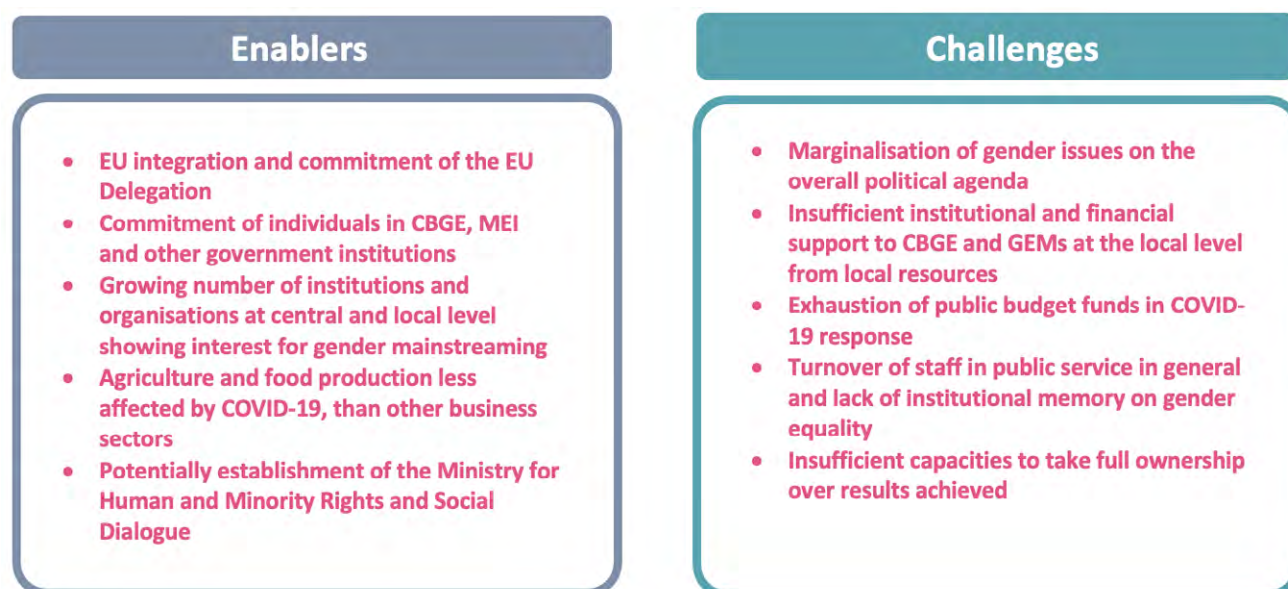 Enablers
• EU integration and commitment of the EU
Delegation
• Commitment of individuals in CBGE, MEI
and other government institutions
• Growing number of institutions and
organisations at central and local level
showing interest for gender mainstreaming
• Agriculture and food production less
affected by COVID-19, than other business
sectors
• Potentially establishment of the Ministry for
Human and Minority Rights and Social
Dialogue
Challenges
• Marginalisation of gender issues on the
overall political agenda
• Insufficient institutional and financial
support to CBGE and GEMs at the local level
from local resources
• Exhaustion of public budget funds in COVID-
19 response
• Turnover of staff in public service in general
and lack of institutional memory on gender
equality
• Insufficient capacities to take full ownership
over results achieved